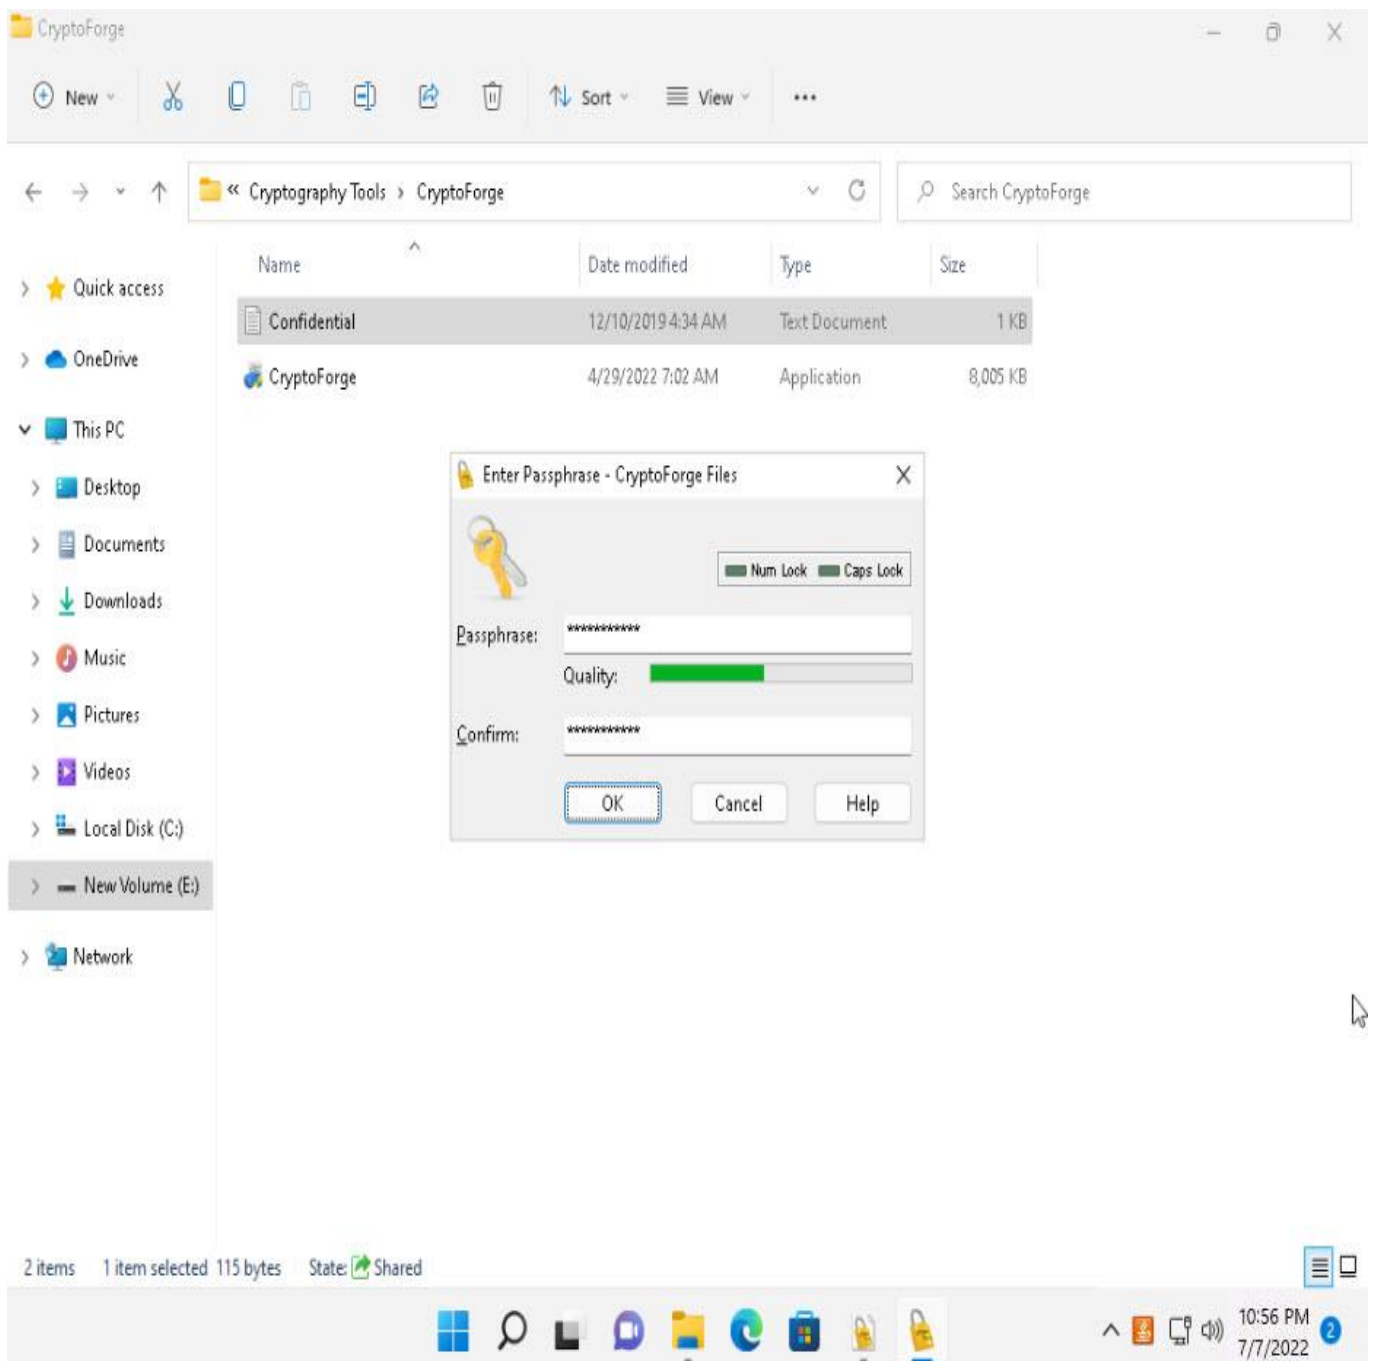 CryptoForge
New
Sort
View
« Cryptography Tools > CryptoForge
Search CryptoForge
Name
Date modified
Type
Size
Quick access
Confidential
12/10/2019 4:34 AM
Text Document
1 KB
OneDrive
CryptoForge
4/29/2022 7:02 AM
Application
8,005 KB
This PC
Desktop
Documents
Downloads
Music
Pictures
Videos
Local Disk (C:)
New Volume (E:)
Network
Enter Passphrase - CryptoForge Files
Num Lock
Caps Lock
Passphrase:
***********
Quality:
Confirm:
***********
OK
Cancel
Help
2 items
1 item selected 115 bytes
State: Shared
10:56 PM
7/7/2022
2